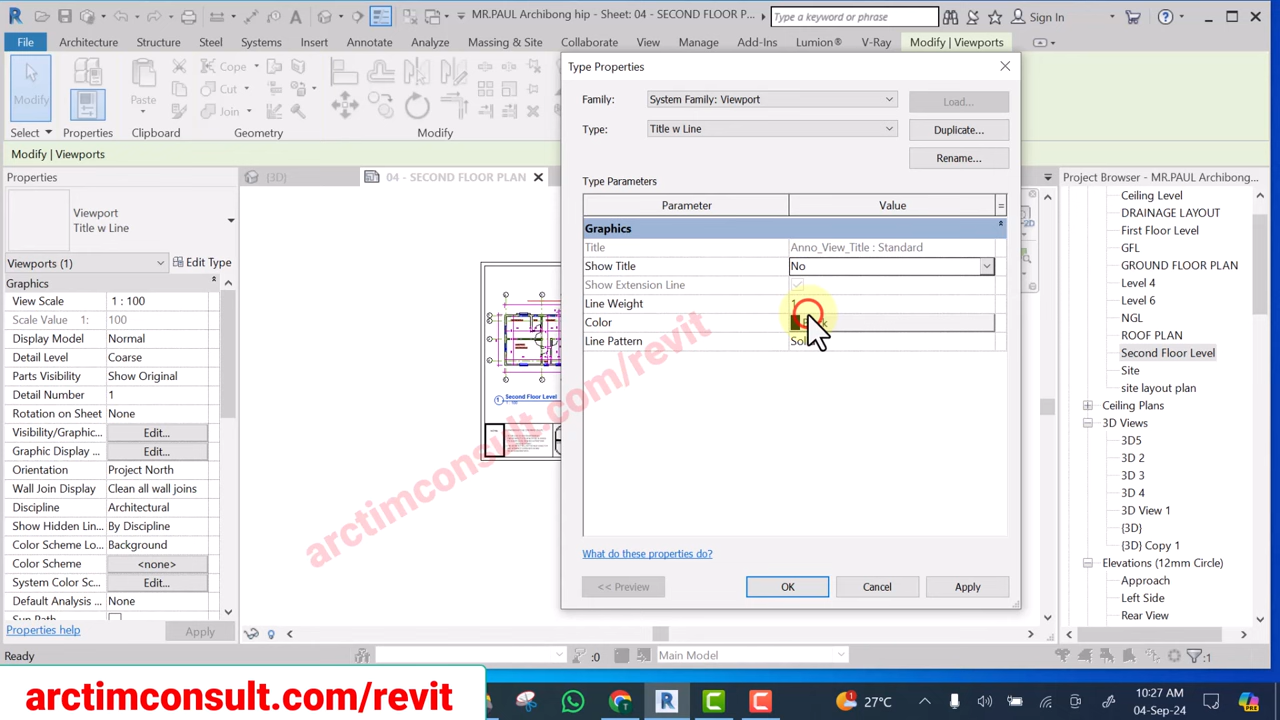 MR.PAUL Archibong hip - Sheet: 04 - SECOND FLOOR P...
Type a keyword or phrase
Sign In
File
Architecture
Structure
Steel
Systems
Insert
Annotate
Analyze
Massing & Site
Collaborate
View
Manage
Add-Ins
Lumion®
V-Ray
Modify | Viewports
Modify
Paste
Cope
Cut
Join
Select
Properties
Clipboard
Geometry
Modify
Modify | Viewports
Properties
Viewport
Title w Line
Viewports (1)
Edit Type
Graphics
View Scale 1 : 100
Scale Value 1: 100
Display Model Normal
Detail Level Coarse
Parts Visibility Show Original
Detail Number 1
Rotation on Sheet None
Visibility/Graphic... Edit...
Graphic Display ... Edit...
Orientation Project North
Wall Join Display Clean all wall joins
Discipline Architectural
Show Hidden Lin... By Discipline
Color Scheme Lo... Background
Color Scheme <none>
System Color Sc... Edit...
Default Analysis ... None
Sun Path
Properties help
Apply
{3D}
04 - SECOND FLOOR PLAN
Second Floor Level
arctimconsult.com/revit
Type Properties
Family: System Family: Viewport
Load...
Type: Title w Line
Duplicate...
Rename...
Type Parameters
Parameter Value =
Graphics
Title Anno_View_Title : Standard
Show Title No
Show Extension Line
Line Weight 1
Color
Line Pattern
What do these properties do?
<< Preview
OK
Cancel
Apply
Project Browser - MR.PAUL Archibong...
Ceiling Level
DRAINAGE LAYOUT
First Floor Level
GFL
GROUND FLOOR PLAN
Level 4
Level 6
NGL
ROOF PLAN
Second Floor Level
Site
site layout plan
Ceiling Plans
3D Views
3D5
3D 2
3D 3
3D 4
3D View 1
{3D}
{3D} Copy 1
Elevations (12mm Circle)
Approach
Left Side
Rear View
Ready
:0
Main Model
:1
arctimconsult.com/revit
27°C
10:27 AM
04-Sep-24